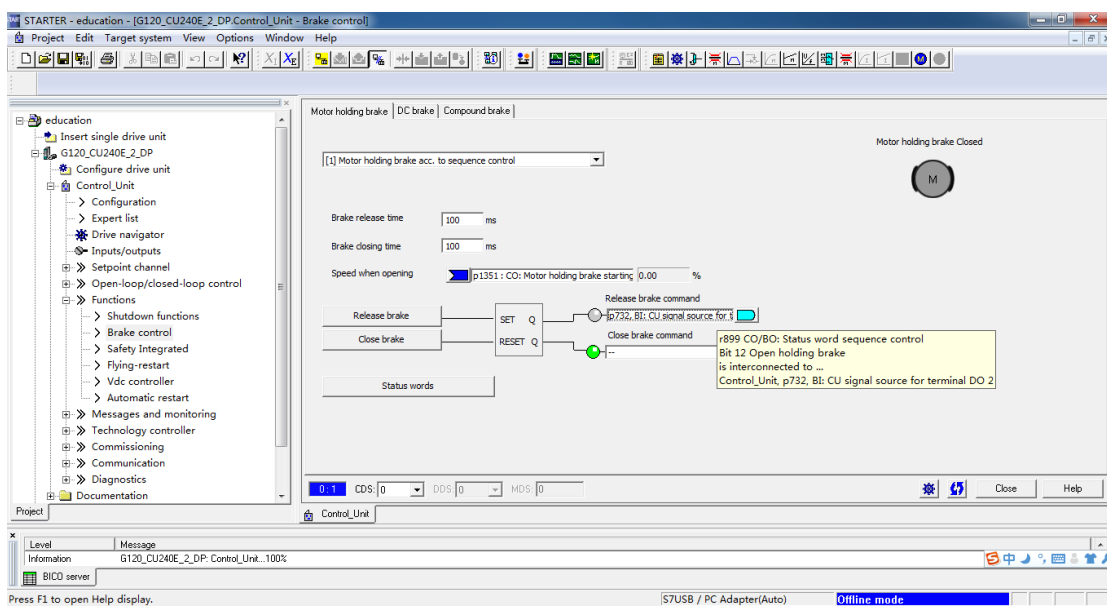 STARTER - education - [G120_CU240E_2_DP.Control_Unit - Brake control]
Project Edit Target system View Options Window Help
education
Insert single drive unit
G120_CU240E_2_DP
Configure drive unit
Control_Unit
Configuration
Expert list
Drive navigator
Inputs/outputs
Setpoint channel
Open-loop/closed-loop control
Functions
Shutdown functions
Brake control
Safety Integrated
Flying-restart
Vdc controller
Automatic restart
Messages and monitoring
Technology controller
Commissioning
Communication
Diagnostics
Documentation
Project
Motor holding brake DC brake Compound brake
[1] Motor holding brake acc. to sequence control
Motor holding brake Closed
M
Brake release time 100 ms
Brake closing time 100 ms
Speed when opening p1351 : CO: Motor holding brake starting 0.00 %
Release brake command
Release brake SET Q p732, BI: CU signal source for t
Close brake command
Close brake RESET Q --
r899 CO/BO: Status word sequence control
Bit 12 Open holding brake
is interconnected to ...
Control_Unit, p732, BI: CU signal source for terminal DO 2
Status words
0 : 1 CDS: 0 DDS: 0 MDS: 0 Close Help
Control_Unit
Level Message
Information G120_CU240E_2_DP: Control_Unit...100%
中
BICO server
Press F1 to open Help display. S7USB / PC Adapter(Auto) Offline mode